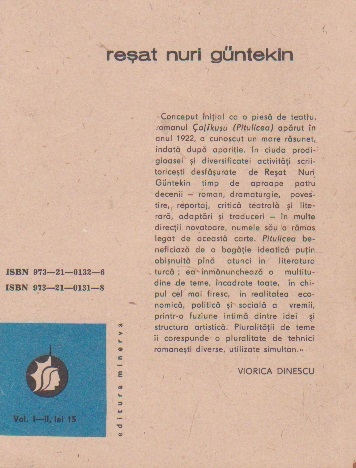 reşat nuri güntekin
«Conceput iniţial ca o piesă de teatru,
romanul Çalîkuşu (Pitulicea) apărut în
anul 1922, a cunoscut un mare răsunet,
îndată după apariţie. În ciuda prodi-
gioasei şi diversificatei activităţi scrii-
toriceşti desfăşurate de Reşat Nuri
Güntekin timp de aproape patru
decenii — roman, dramaturgie, poves-
tire, reportaj, critică teatrală şi lite-
rară, adaptări şi traduceri — în multe
direcţii novatoare, numele său a rămas
legat de această carte. Pitulicea be-
neficiază de o bogăţie ideatică puţin
obişnuită pînă atunci în literatura
turcă; ea înmănunchează o multitu-
dine de teme, încadrate toate, în chi-
pul cel mai firesc, în realitatea eco-
nomică, politică şi socială a vremii,
printr-o fuziune intimă dintre idei şi
structura artistică. Pluralităţii de teme
îi corespunde o pluralitate de tehnici
romaneşti diverse, utilizate simultan.»
VIORICA DINESCU
ISBN 973—21—0132—6
ISBN 973—21—0131—8
editura minerva
Vol. I—II, lei 15